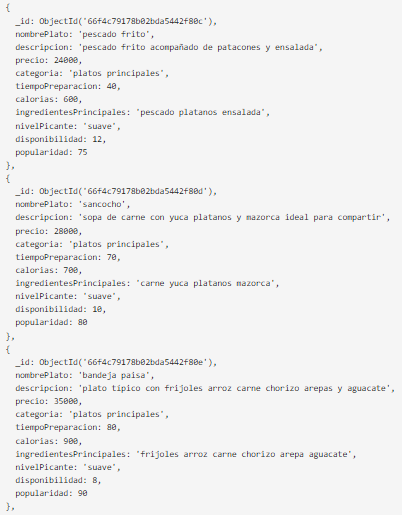 {
_id: ObjectId('66f4c79178b02bda5442f80c'),
nombrePlato: 'pescado frito',
descripcion: 'pescado frito acompañado de patacones y ensalada',
precio: 24000,
categoria: 'platos principales',
tiempoPreparacion: 40,
calorias: 600,
ingredientesPrincipales: 'pescado platanos ensalada',
nivelPicante: 'suave',
disponibilidad: 12,
popularidad: 75
},
{
_id: ObjectId('66f4c79178b02bda5442f80d'),
nombrePlato: 'sancocho',
descripcion: 'sopa de carne con yuca platanos y mazorca ideal para compartir',
precio: 28000,
categoria: 'platos principales',
tiempoPreparacion: 70,
calorias: 700,
ingredientesPrincipales: 'carne yuca platanos mazorca',
nivelPicante: 'suave',
disponibilidad: 10,
popularidad: 80
},
{
_id: ObjectId('66f4c79178b02bda5442f80e'),
nombrePlato: 'bandeja paisa',
descripcion: 'plato tipico con frijoles arroz carne chorizo arepas y aguacate',
precio: 35000,
categoria: 'platos principales',
tiempoPreparacion: 80,
calorias: 900,
ingredientesPrincipales: 'frijoles arroz carne chorizo arepa aguacate',
nivelPicante: 'suave',
disponibilidad: 8,
popularidad: 90
},